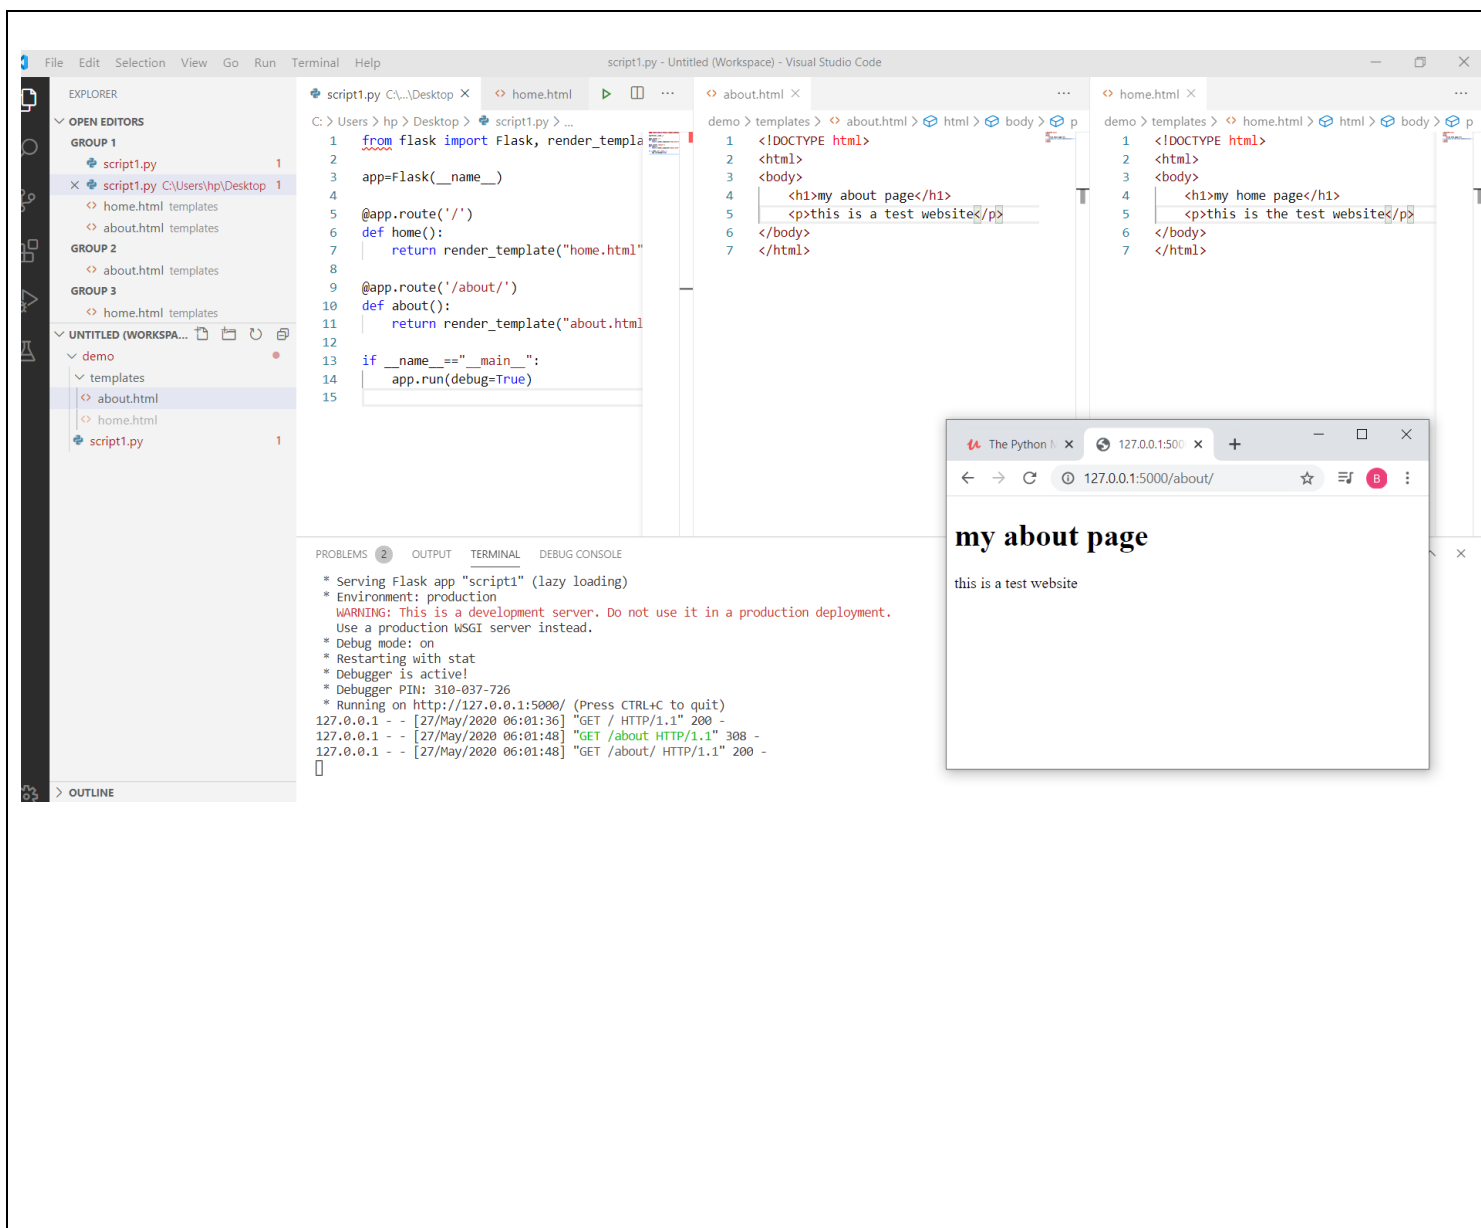 File Edit Selection View Go Run Terminal Help script1.py - Untitled (Workspace) - Visual Studio Code
EXPLORER
OPEN EDITORS
GROUP 1
script1.py 1
script1.py C:\Users\hp\Desktop 1
home.html templates
about.html templates
GROUP 2
about.html templates
GROUP 3
home.html templates
UNTITLED (WORKSPA...
demo
templates
about.html
home.html
script1.py 1
OUTLINE
script1.py C:\...\Desktop home.html
C: > Users > hp > Desktop > script1.py > ...
1 from flask import Flask, render_templa
2
3 app=Flask(__name__)
4
5 @app.route('/')
6 def home():
7 return render_template("home.html"
8
9 @app.route('/about/')
10 def about():
11 return render_template("about.html
12
13 if __name__=="__main__":
14 app.run(debug=True)
15
about.html
demo > templates > about.html > html > body > p
1 <!DOCTYPE html>
2 <html>
3 <body>
4 <h1>my about page</h1>
5 <p>this is a test website</p>
6 </body>
7 </html>
home.html
demo > templates > home.html > html > body > p
1 <!DOCTYPE html>
2 <html>
3 <body>
4 <h1>my home page</h1>
5 <p>this is the test website</p>
6 </body>
7 </html>
PROBLEMS 2 OUTPUT TERMINAL DEBUG CONSOLE
* Serving Flask app "script1" (lazy loading)
* Environment: production
WARNING: This is a development server. Do not use it in a production deployment.
Use a production WSGI server instead.
* Debug mode: on
* Restarting with stat
* Debugger is active!
* Debugger PIN: 310-037-726
* Running on http://127.0.0.1:5000/ (Press CTRL+C to quit)
127.0.0.1 - - [27/May/2020 06:01:36] "GET / HTTP/1.1" 200 -
127.0.0.1 - - [27/May/2020 06:01:48] "GET /about HTTP/1.1" 308 -
127.0.0.1 - - [27/May/2020 06:01:48] "GET /about/ HTTP/1.1" 200 -
The Python 127.0.0.1:500
127.0.0.1:5000/about/ B
my about page
this is a test website